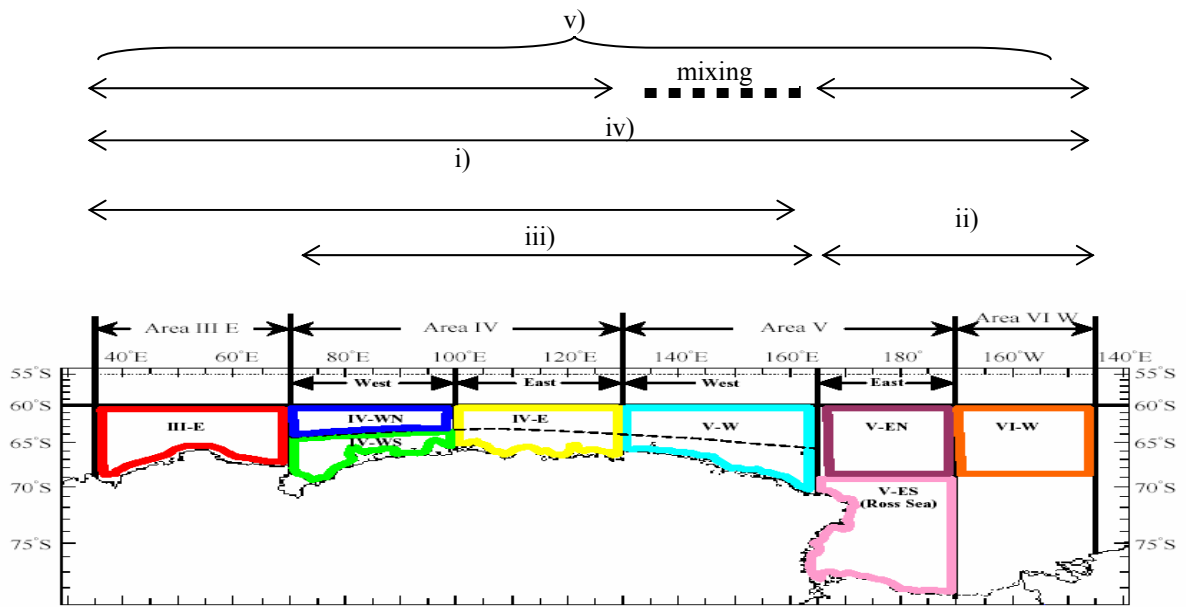 v)
mixing
iv)
i)
ii)
iii)
Area III E Area IV Area V Area VI W
40°E 60°E 80°E 100°E 120°E 140°E 160°E 180° 160°W 140°E
55°S West East West East 55°S
60°S 60°S
III-E IV-WN IV-E V-W V-EN VI-W
65°S IV-WS 65°S
70°S V-ES
(Ross Sea)
75°S 75°S